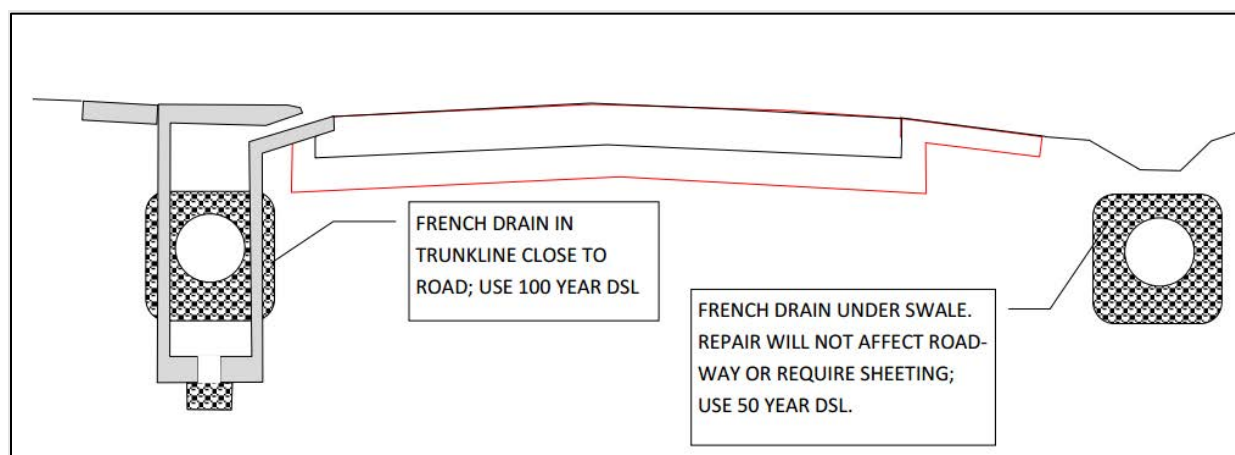 FRENCH DRAIN IN
TRUNKLINE CLOSE TO
ROAD; USE 100 YEAR DSL
FRENCH DRAIN UNDER SWALE.
REPAIR WILL NOT AFFECT ROAD-
WAY OR REQUIRE SHEETING;
USE 50 YEAR DSL.